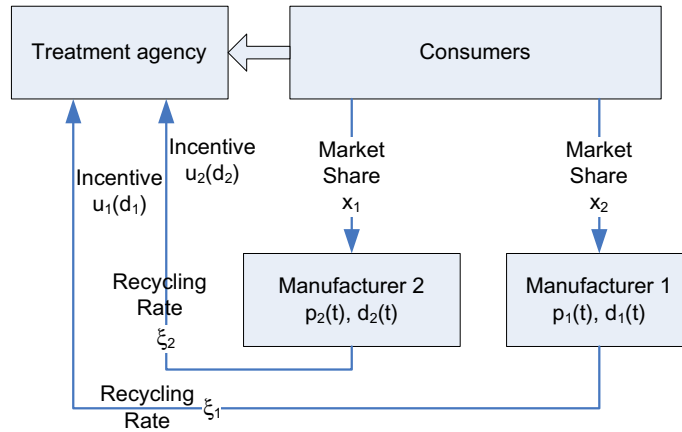 Treatment agency
Consumers
Incentive
u₁(d₁)
Incentive
u₂(d₂)
Market
Share
x₁
Market
Share
x₂
Manufacturer 2
p₂(t), d₂(t)
Manufacturer 1
p₁(t), d₁(t)
Recycling
Rate
ξ₂
Recycling
Rate
ξ₁